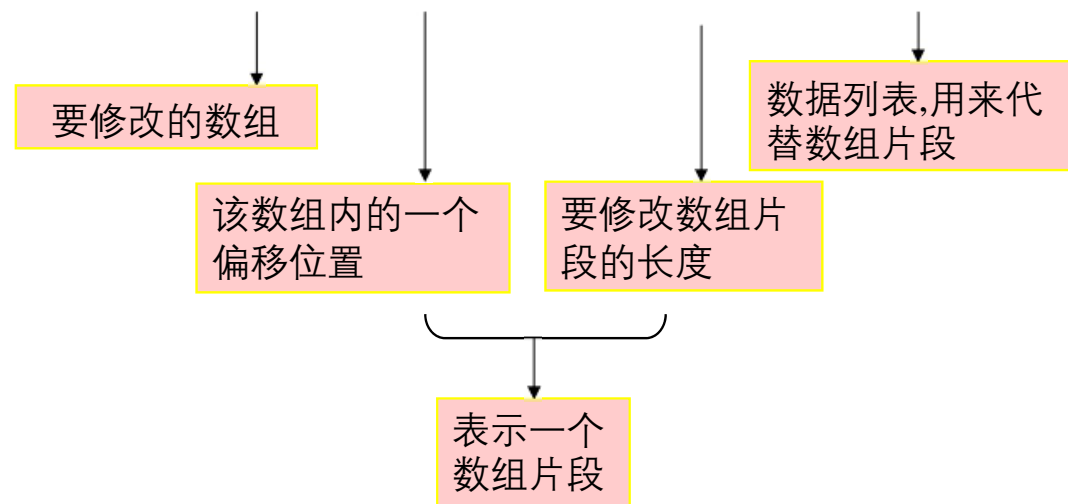 要修改的数组
数据列表,用来代
替数组片段
该数组内的一个
偏移位置
要修改数组片
段的长度
表示一个
数组片段